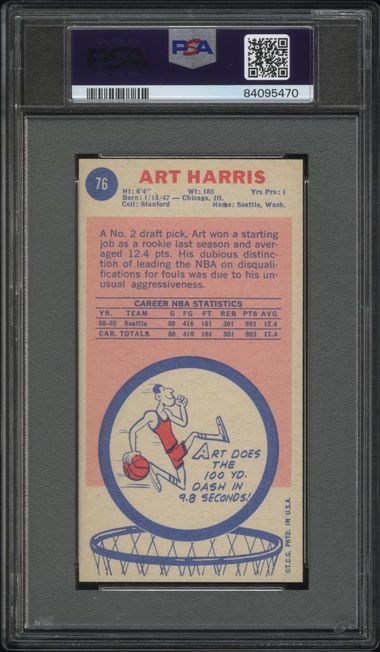 PSA
PSA
84095470
76
ART HARRIS
Ht: 6'4" Wt: 185 Yrs Pro: 1
Born: 1/13/47 — Chicago, Ill.
Coll: Stanford Home: Seattle, Wash.
A No. 2 draft pick, Art won a starting
job as a rookie last season and aver-
aged 12.4 pts. His dubious distinc-
tion of leading the NBA on disquali-
fications for fouls was due to his un-
usual aggressiveness.
CAREER NBA STATISTICS
YR. TEAM G FG FT REB PTS AVG
68-69 Seattle 80 416 161 301 993 12.4
CAR. TOTALS 80 416 161 301 993 12.4
ART DOES
THE
100 YD.
DASH IN
9.8 SECONDS!
©T.C.G. PRTD. IN U.S.A.